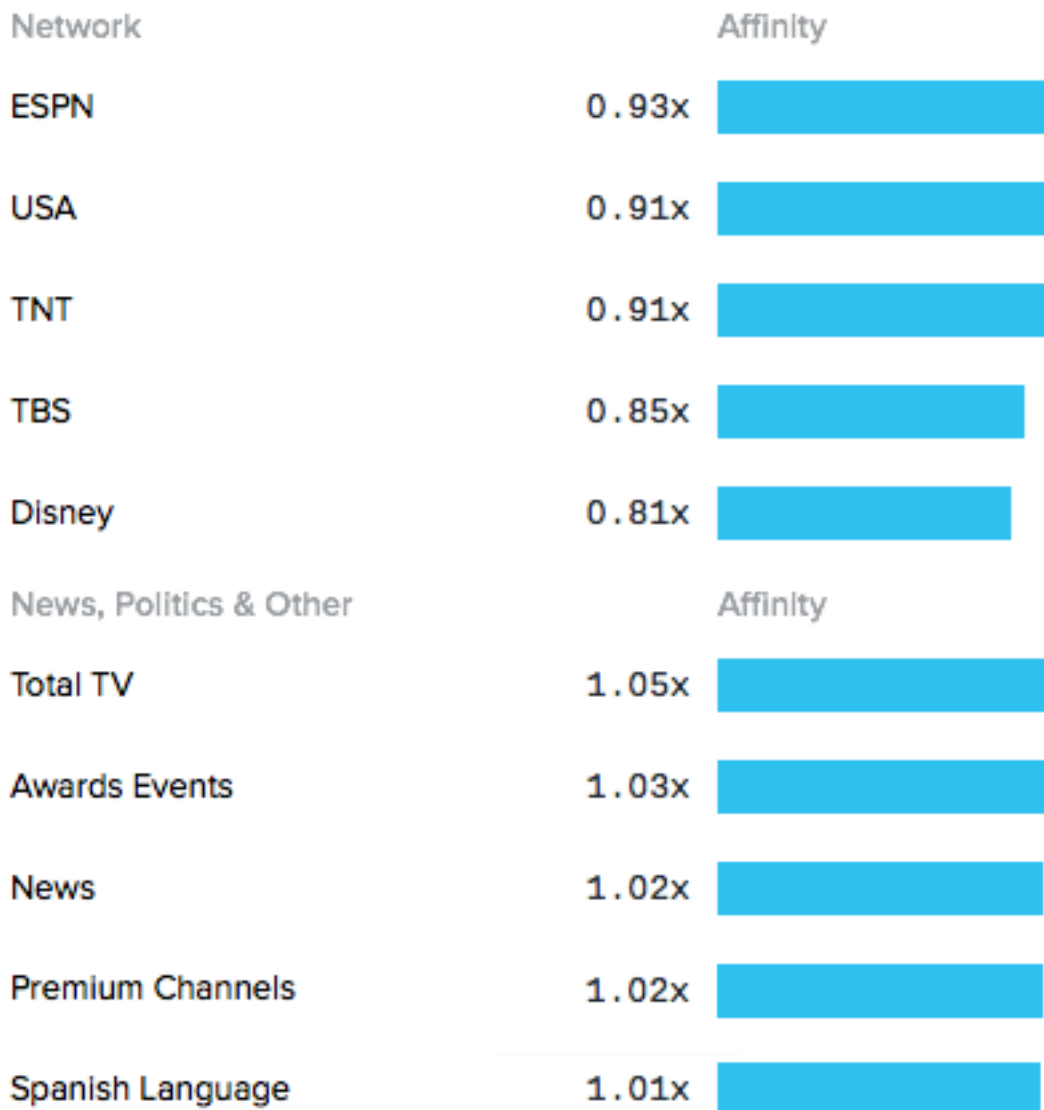 Network Affinity
ESPN 0.93x
USA 0.91x
TNT 0.91x
TBS 0.85x
Disney 0.81x
News, Politics & Other Affinity
Total TV 1.05x
Awards Events 1.03x
News 1.02x
Premium Channels 1.02x
Spanish Language 1.01x